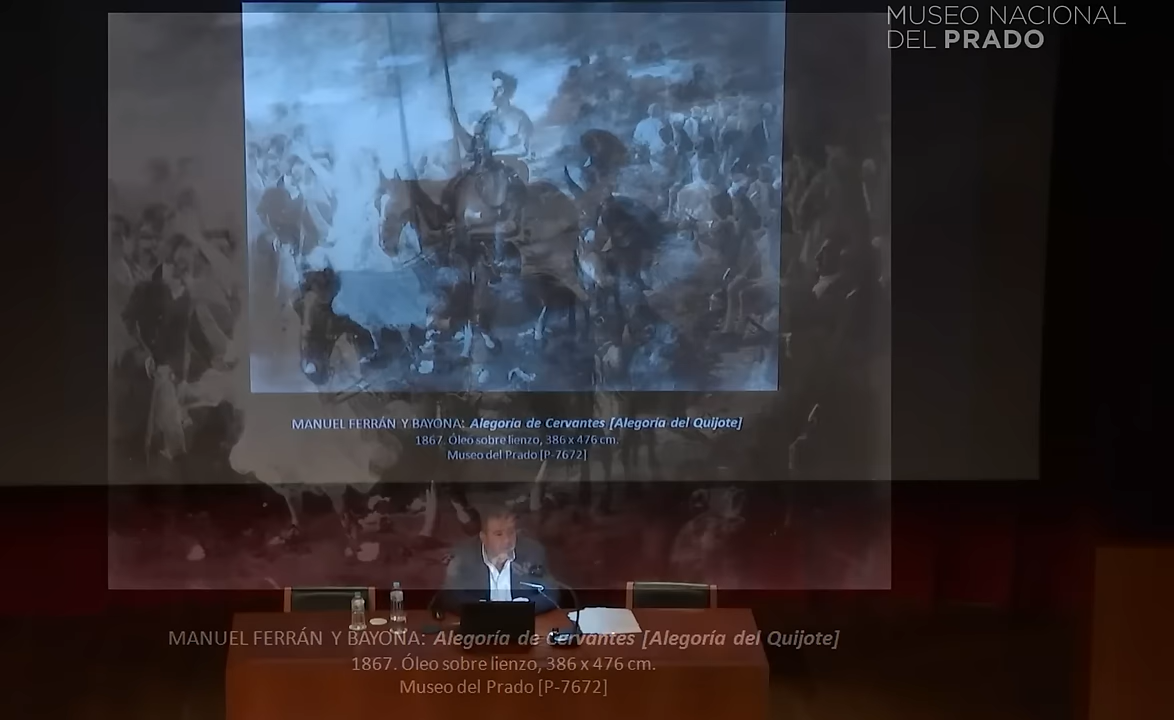 MUSEO NACIONAL
DEL PRADO
MANUEL FERRÁN Y BAYONA: Alegoría de Cervantes [Alegoría del Quijote]
1867. Óleo sobre lienzo, 386 x 476 cm.
Museo del Prado [P-7672]
MANUEL FERRÁN Y BAYONA: Alegoría de Cervantes [Alegoría del Quijote]
1867. Óleo sobre lienzo, 386 x 476 cm.
Museo del Prado [P-7672]